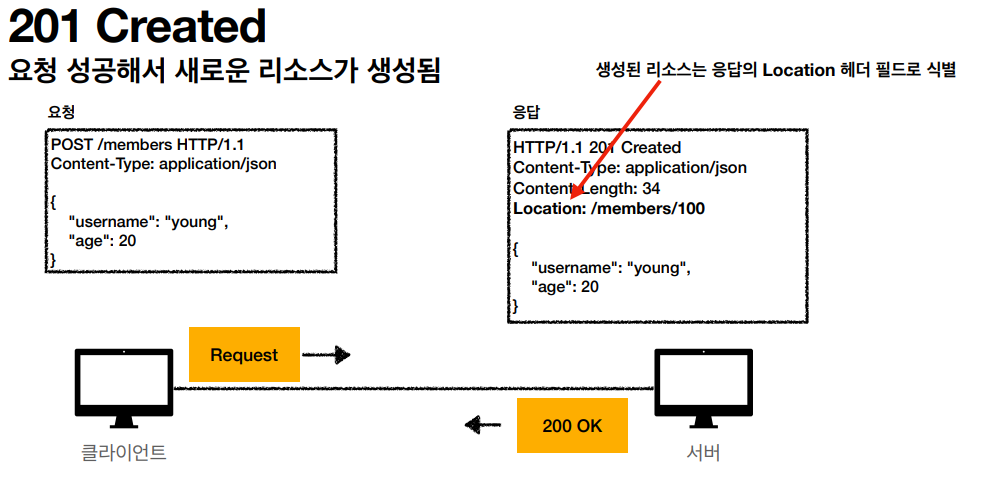 201 Created
요청 성공해서 새로운 리소스가 생성됨
생성된 리소스는 응답의 Location 헤더 필드로 식별
요청
POST /members HTTP/1.1
Content-Type: application/json
{
"username": "young",
"age": 20
}
응답
HTTP/1.1 201 Created
Content-Type: application/json
Content-Length: 34
Location: /members/100
{
"username": "young",
"age": 20
}
Request
200 OK
클라이언트
서버